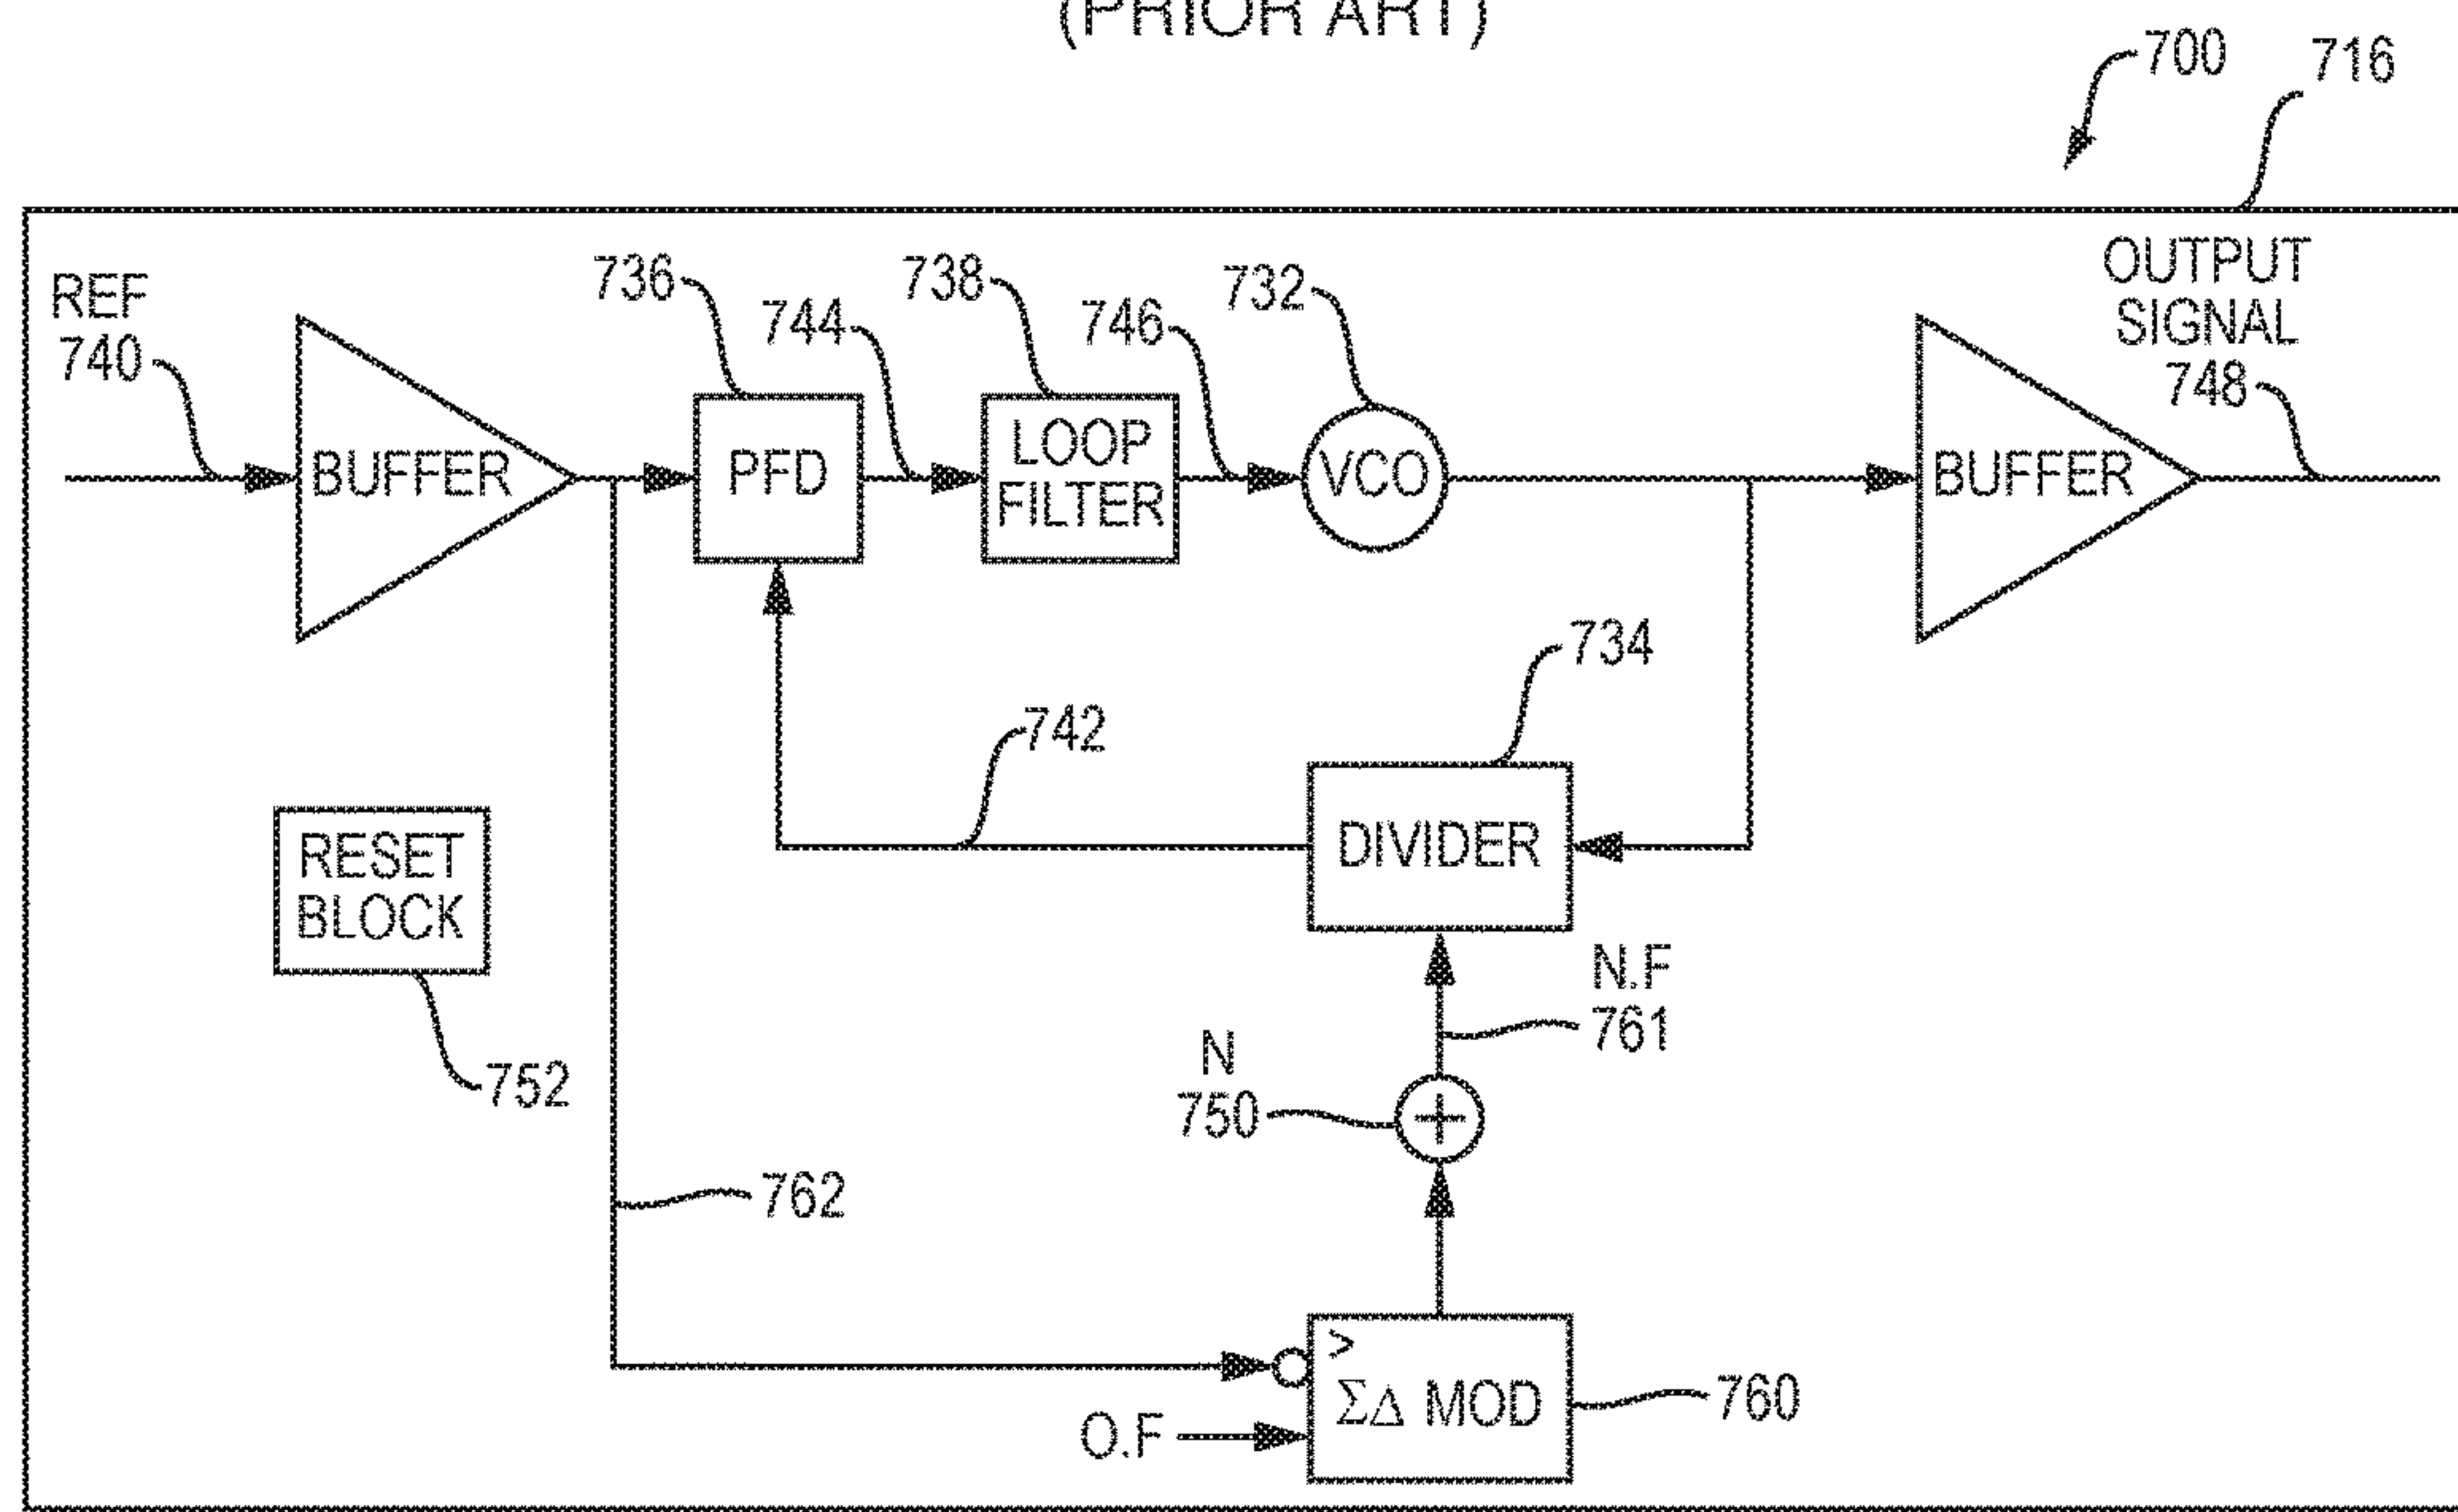 (PRIOR ART)
700
716
REF
740
BUFFER
736
PFD
744
738
LOOP
FILTER
746
732
VCO
OUTPUT
SIGNAL
748
BUFFER
734
DIVIDER
742
RESET
BLOCK
752
N.F
761
N
750
+
762
>
ΣΔ MOD
760
O.F